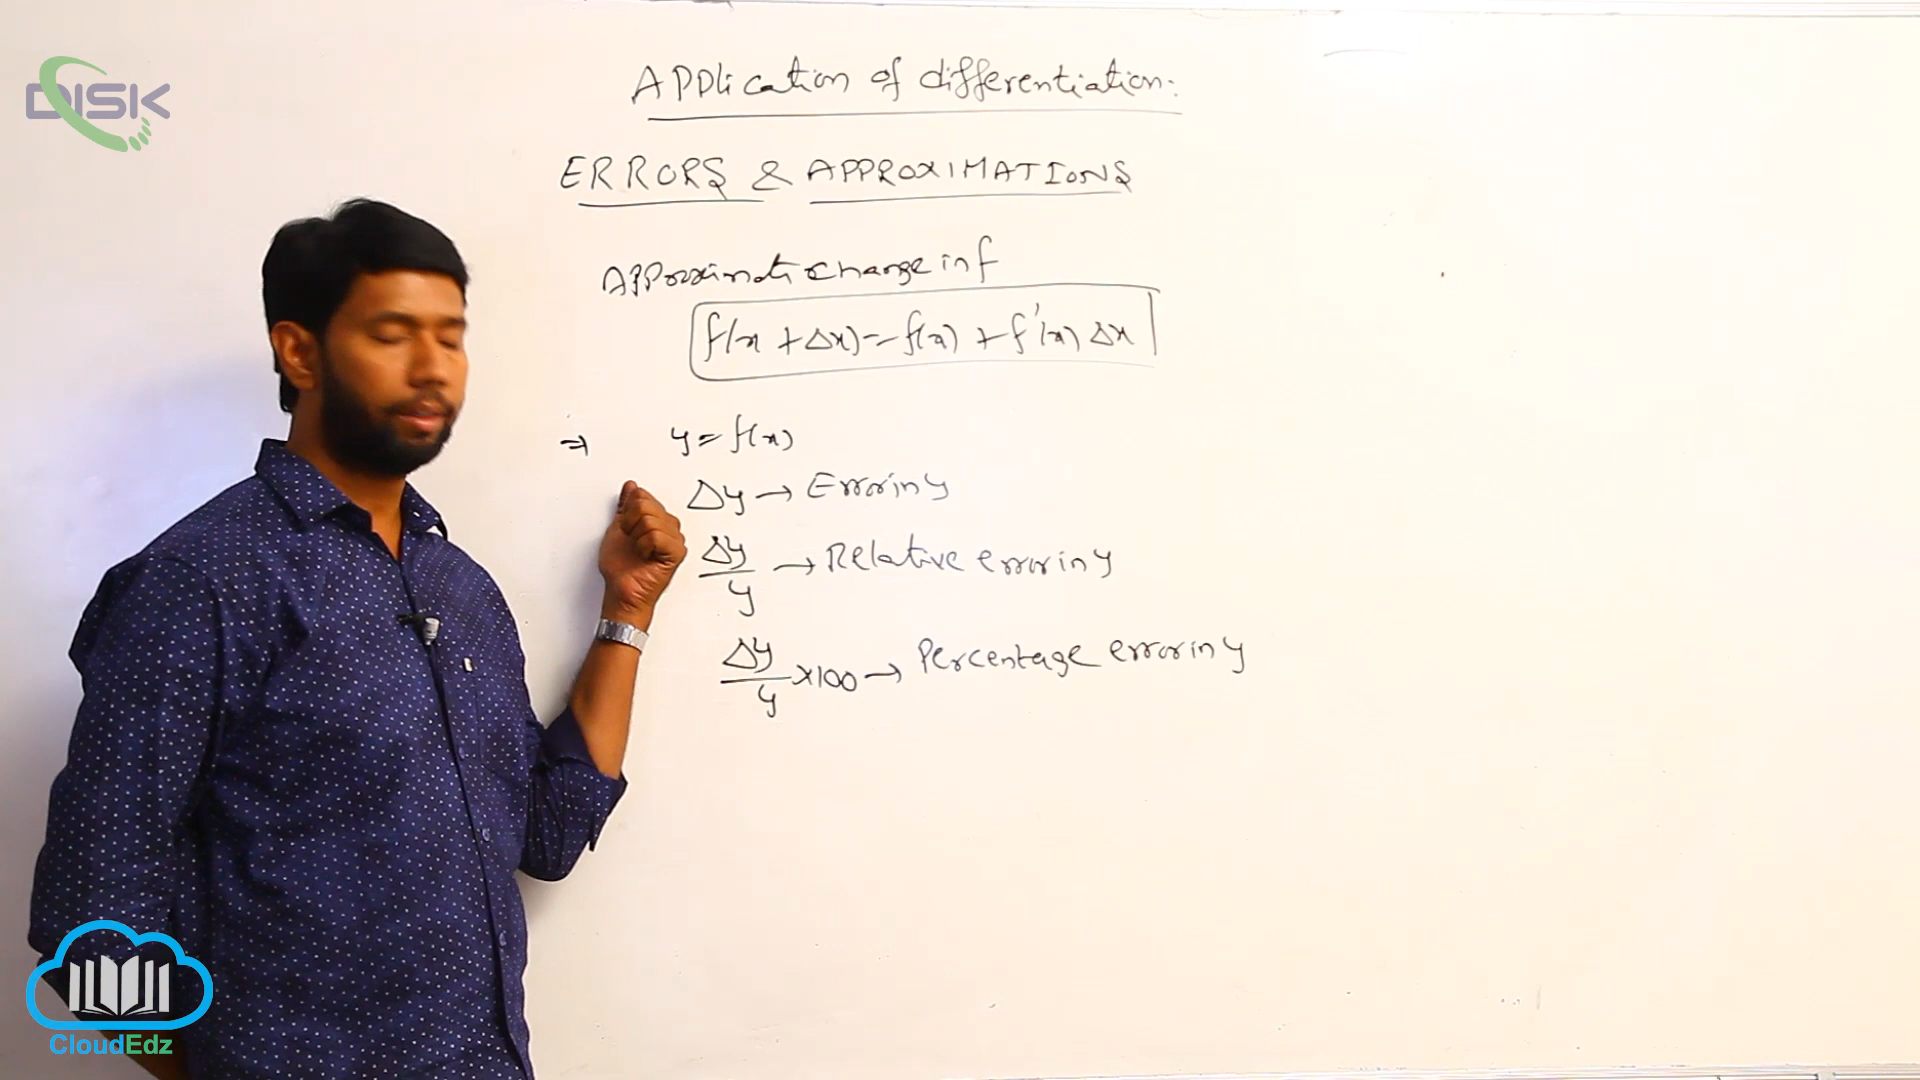 DISK
Application of differentiation:
ERRORS & APPROXIMATIONS
Approximate change in f
f(x + Δx) = f(x) + f'(x) Δx
⇒ y = f(x)
Δy → Error in y
Δy/y → Relative error in y
Δy/y ×100 → Percentage error in y
CloudEdz